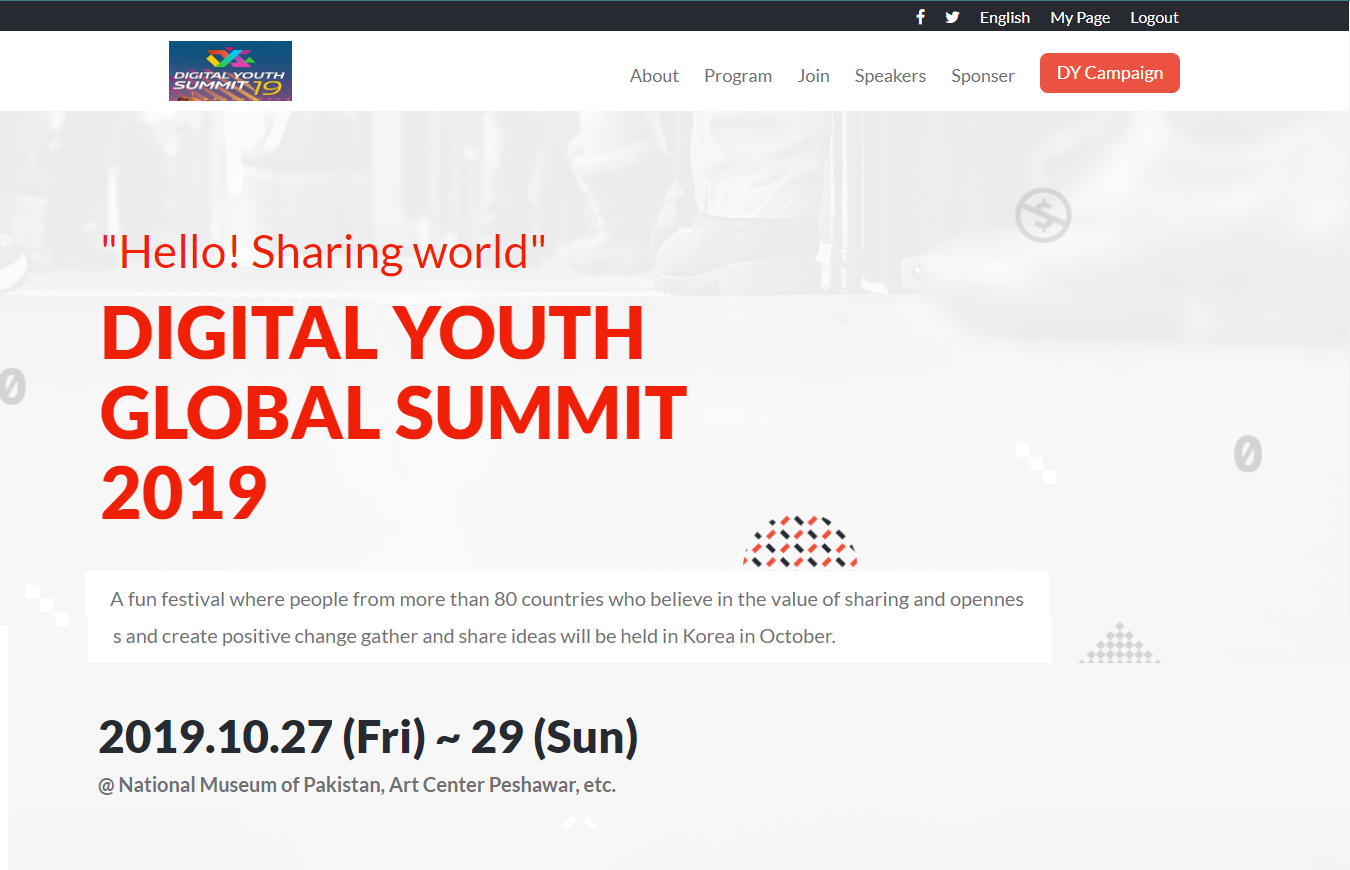 English My Page Logout
DIGITAL YOUTH
SUMMIT '19
About Program Join Speakers Sponser DY Campaign
"Hello! Sharing world"
DIGITAL YOUTH
GLOBAL SUMMIT
2019
A fun festival where people from more than 80 countries who believe in the value of sharing and opennes
s and create positive change gather and share ideas will be held in Korea in October.
2019.10.27 (Fri) ~ 29 (Sun)
@ National Museum of Pakistan, Art Center Peshawar, etc.